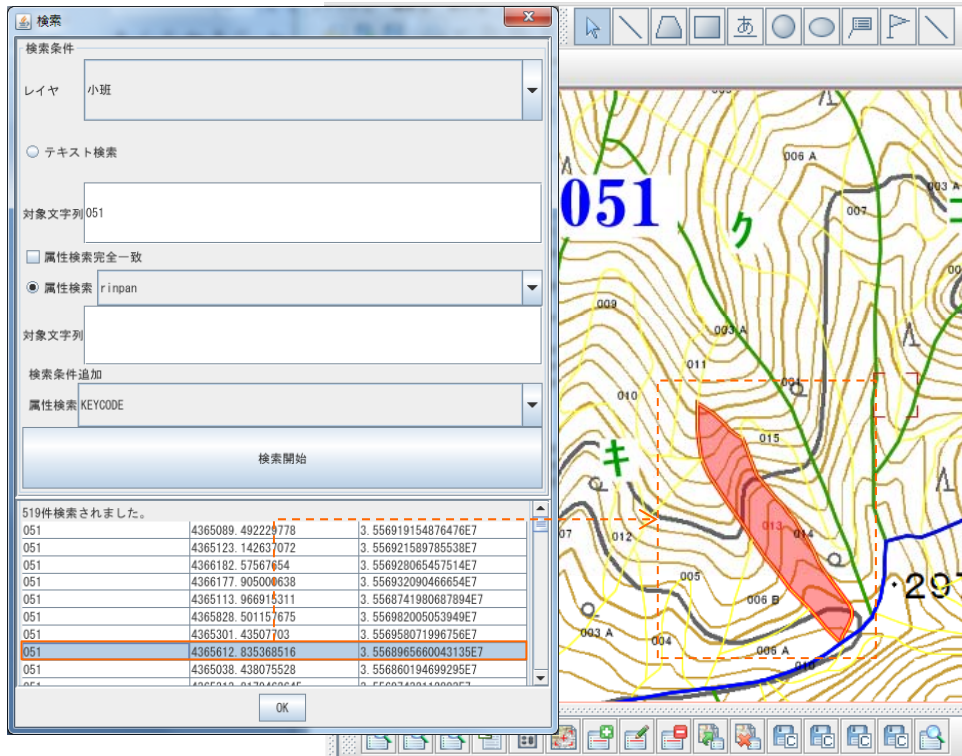 検索
検索条件
レイヤ
小班
テキスト検索
対象文字列 051
属性検索完全一致
属性検索 rinpan
対象文字列
検索条件追加
属性検索 KEYCODE
検索開始
519件検索されました。
051 4365089.492229778 3.556919154876476E7
051 4365123.142637072 3.556921589785538E7
051 4366182.57567654 3.556928065457514E7
051 4366177.905000638 3.556932090466654E7
051 4365113.966915311 3.5568741980687894E7
051 4365828.501157675 3.556982005053949E7
051 4365301.43507703 3.556958071996756E7
051 4365612.835368516 3.5568965660043135E7
051 4365038.438075528 3.556860194699295E7
OK
あ
006 A
003 A
051
ク
007
009
003 A
011
001
010
015
キ
013
014
012
07
005
006 B
297
003 A
004
006 A
010
C
C
C
C